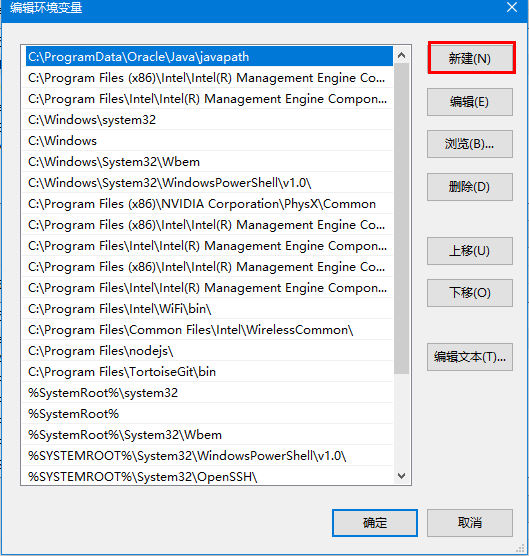 编辑环境变量
C:\ProgramData\Oracle\Java\javapath
C:\Program Files (x86)\Intel\Intel(R) Management Engine Co...
C:\Program Files\Intel\Intel(R) Management Engine Compon...
C:\Windows\system32
C:\Windows
C:\Windows\System32\Wbem
C:\Windows\System32\WindowsPowerShell\v1.0\
C:\Program Files (x86)\NVIDIA Corporation\PhysX\Common
C:\Program Files (x86)\Intel\Intel(R) Management Engine Co...
C:\Program Files\Intel\Intel(R) Management Engine Compon...
C:\Program Files (x86)\Intel\Intel(R) Management Engine Co...
C:\Program Files\Intel\Intel(R) Management Engine Compon...
C:\Program Files\Intel\WiFi\bin\
C:\Program Files\Common Files\Intel\WirelessCommon\
C:\Program Files\nodejs\
C:\Program Files\TortoiseGit\bin
%SystemRoot%\system32
%SystemRoot%
%SystemRoot%\System32\Wbem
%SYSTEMROOT%\System32\WindowsPowerShell\v1.0\
%SYSTEMROOT%\System32\OpenSSH\
新建(N)
编辑(E)
浏览(B)...
删除(D)
上移(U)
下移(O)
编辑文本(T)...
确定
取消